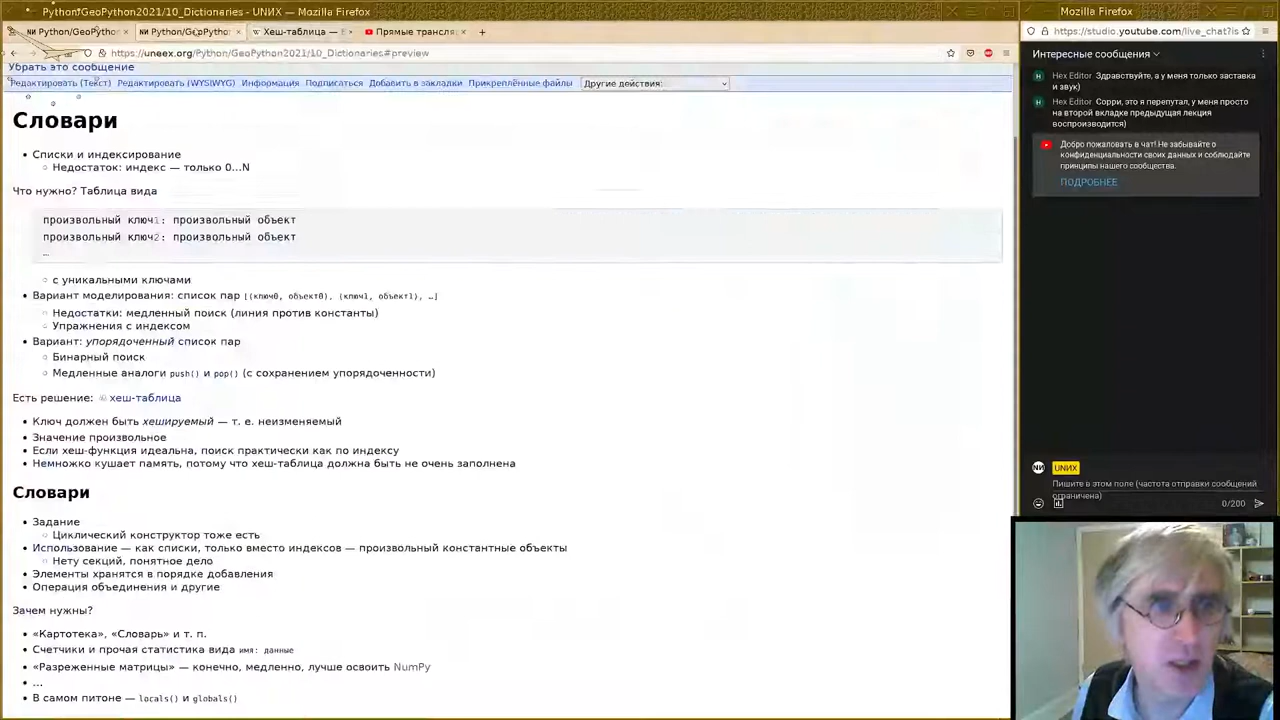 Python/GeoPython2021/10_Dictionaries - UNИX — Mozilla Firefox
Mozilla Firefox
Python/GeoPytho
Python/GeoPytho
Хеш-таблица —
Прямые трансля
https://uneex.org/Python/GeoPython2021/10_Dictionaries#preview
https://studio.youtube.com/live_chat?is
Убрать это сообщение
Редактировать (Текст) Редактировать (WYSIWYG) Информация Подписаться Добавить в закладки Прикреплённые файлы Другие действия:
Словари
Списки и индексирование
Недостаток: индекс — только 0…N
Что нужно? Таблица вида
произвольный ключ1: произвольный объект
произвольный ключ2: произвольный объект
…
с уникальными ключами
Вариант моделирования: список пар [(ключ0, объект0), (ключ1, объект1), …]
Недостатки: медленный поиск (линия против константы)
Упражнения с индексом
Вариант: упорядоченный список пар
Бинарный поиск
Медленные аналоги push() и pop() (с сохранением упорядоченности)
Есть решение: хеш-таблица
Ключ должен быть хешируемый — т. е. неизменяемый
Значение произвольное
Если хеш-функция идеальна, поиск практически как по индексу
Немножко кушает память, потому что хеш-таблица должна быть не очень заполнена
Словари
Задание
Циклический конструктор тоже есть
Использование — как списки, только вместо индексов — произвольный константные объекты
Нету секций, понятное дело
Элементы хранятся в порядке добавления
Операция объединения и другие
Зачем нужны?
«Картотека», «Словарь» и т. п.
Счетчики и прочая статистика вида имя: данные
«Разреженные матрицы» — конечно, медленно, лучше освоить NumPy
…
В самом питоне — locals() и globals()
Интересные сообщения
H Hex Editor Здравствуйте, а у меня только заставка
и звук)
H Hex Editor Сорри, это я перепутал, у меня просто
на второй вкладке предыдущая лекция
воспроизводится)
Добро пожаловать в чат! Не забывайте о
конфиденциальности своих данных и соблюдайте
принципы нашего сообщества.
ПОДРОБНЕЕ
NИ UNИX
Пишите в этом поле (частота отправки сообщений
ограничена)
0/200